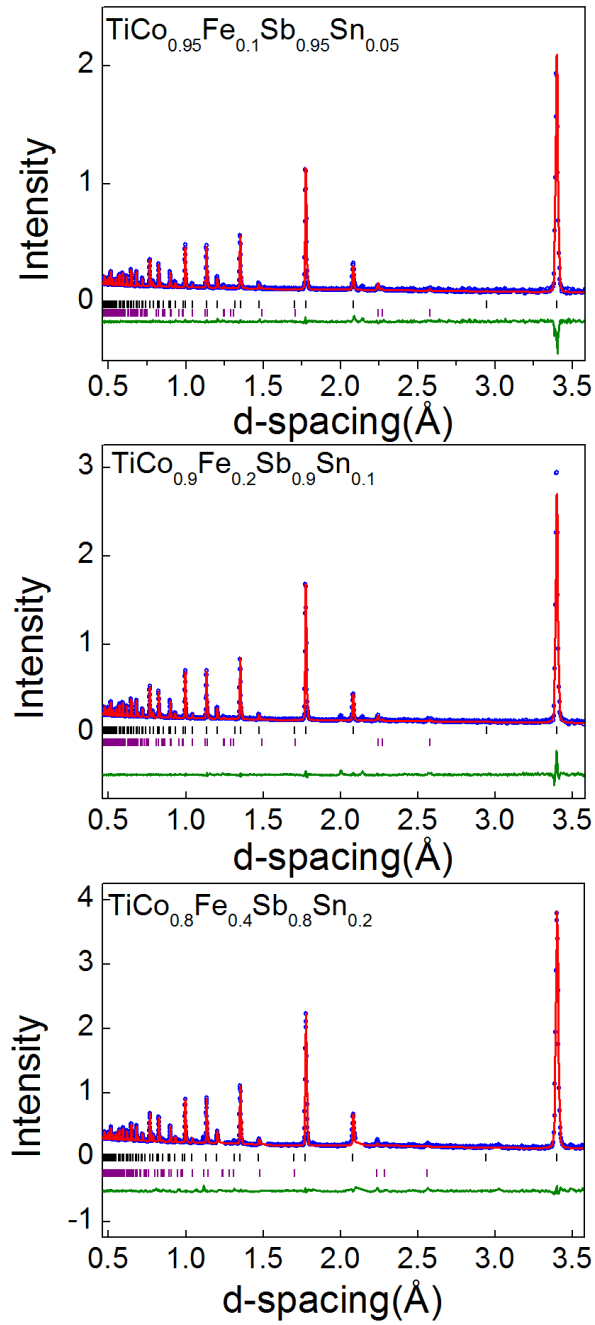 TiCo0.95Fe0.1Sb0.95Sn0.05
2
1
0
Intensity
0.5 1.0 1.5 2.0 2.5 3.0 3.5
d-spacing(Å)
TiCo0.9Fe0.2Sb0.9Sn0.1
3
2
1
0
Intensity
0.5 1.0 1.5 2.0 2.5 3.0 3.5
d-spacing(Å)
TiCo0.8Fe0.4Sb0.8Sn0.2
4
3
2
1
0
-1
Intensity
0.5 1.0 1.5 2.0 2.5 3.0 3.5
d-spacing(Å)